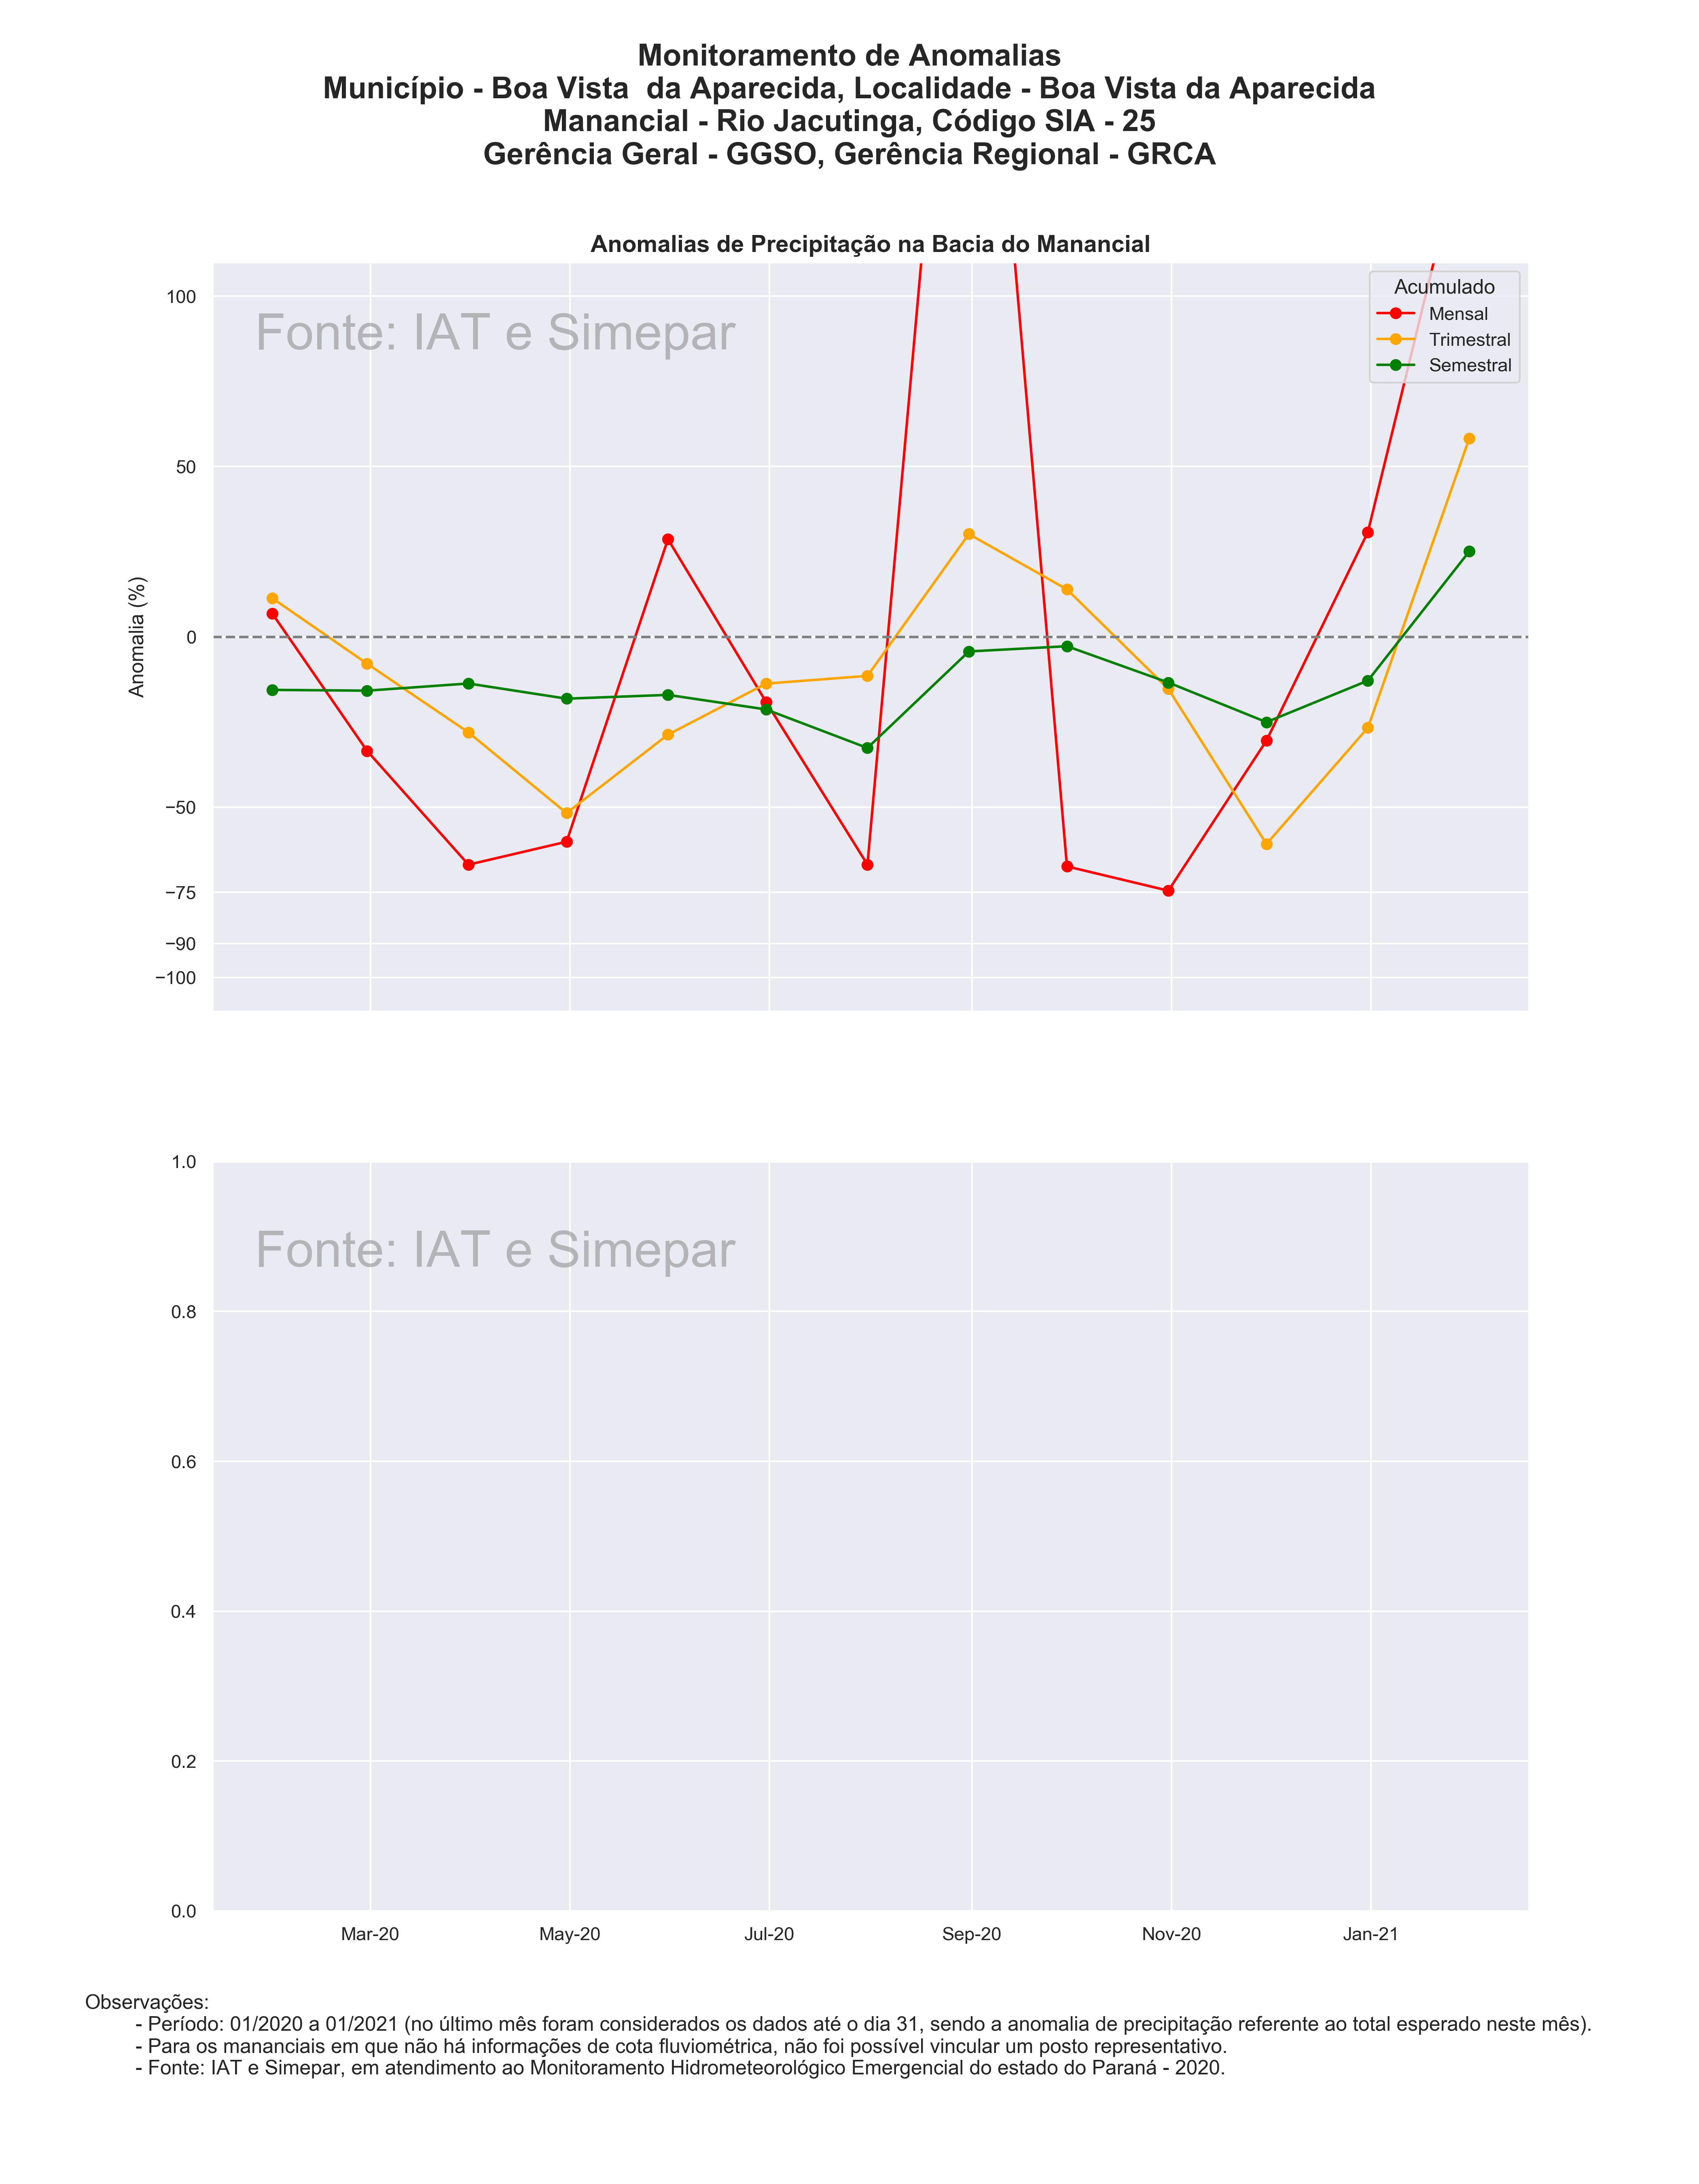 Monitoramento de Anomalias
Município - Boa Vista  da Aparecida, Localidade - Boa Vista da Aparecida
Manancial - Rio Jacutinga, Código SIA - 25
Gerência Geral - GGSO, Gerência Regional - GRCA
Anomalias de Precipitação na Bacia do Manancial
Fonte: IAT e Simepar
Acumulado
Mensal
Trimestral
Semestral
Anomalia (%)
100
50
0
−50
−75
−90
−100
Fonte: IAT e Simepar
1.0
0.8
0.6
0.4
0.2
0.0
Mar-20 May-20 Jul-20 Sep-20 Nov-20 Jan-21
Observações:
- Período: 01/2020 a 01/2021 (no último mês foram considerados os dados até o dia 31, sendo a anomalia de precipitação referente ao total esperado neste mês).
- Para os mananciais em que não há informações de cota fluviométrica, não foi possível vincular um posto representativo.
- Fonte: IAT e Simepar, em atendimento ao Monitoramento Hidrometeorológico Emergencial do estado do Paraná - 2020.